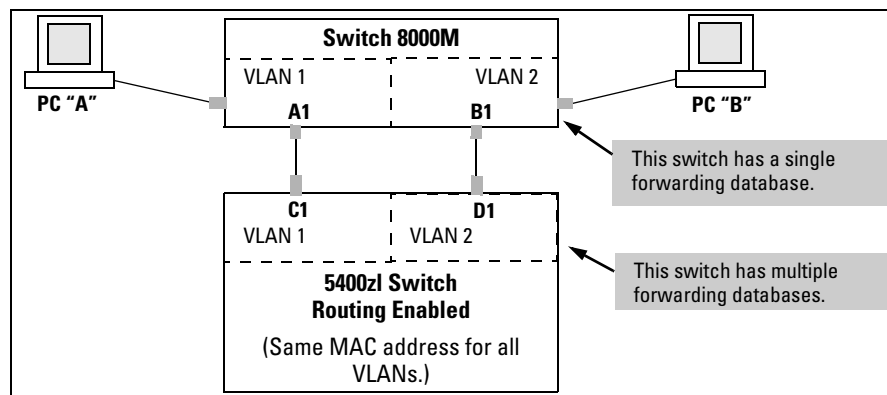 Switch 8000M
PC "A"
VLAN 1
VLAN 2
PC "B"
A1
B1
This switch has a single
forwarding database.
C1
D1
VLAN 1
VLAN 2
This switch has multiple
forwarding databases.
5400zl Switch
Routing Enabled
(Same MAC address for all
VLANs.)